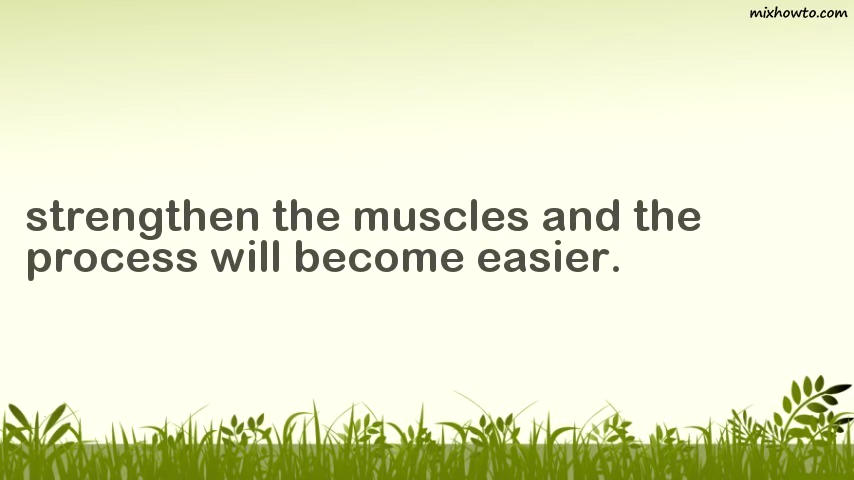 mixhowto.com
strengthen the muscles and the
process will become easier.